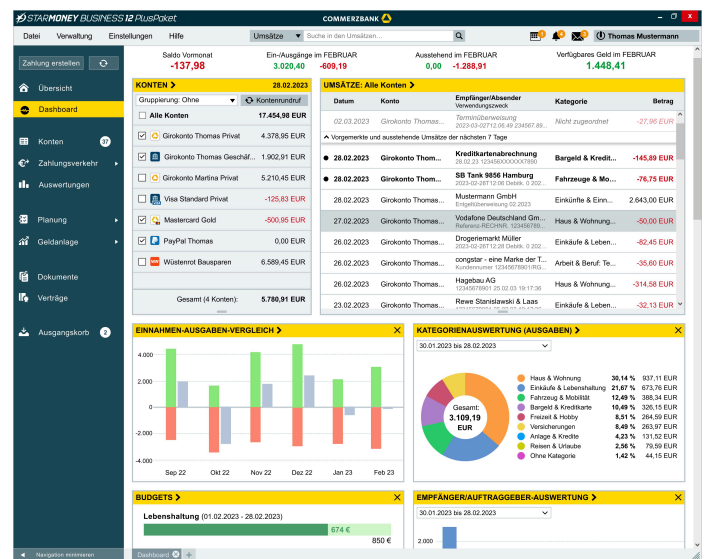 STARMONEY BUSINESS 12 PlusPaket
COMMERZBANK
Datei Verwaltung Einstellungen Hilfe Umsätze Suche in den Umsätzen... Thomas Mustermann
Zahlung erstellen
Übersicht
Dashboard
Konten 37
Zahlungsverkehr
Auswertungen
Planung
Geldanlage
Dokumente
Verträge
Ausgangskorb 2
Navigation minimieren
Saldo Vormonat Ein-/Ausgänge im FEBRUAR Ausstehend im FEBRUAR Verfügbares Geld im FEBRUAR
-137,98 3.020,40 -609,19 0,00 -1.288,91 1.448,41
KONTEN 28.02.2023
Gruppierung: Ohne Kontenrundruf
Alle Konten 17.454,98 EUR
Girokonto Thomas Privat 4.378,95 EUR
Girokonto Thomas Geschäf... 1.902,91 EUR
Girokonto Martina Privat 5.210,45 EUR
Visa Standard Privat -125,83 EUR
Mastercard Gold -500,95 EUR
PayPal Thomas 0,00 EUR
Wüstenrot Bausparen 6.589,45 EUR
Gesamt (4 Konten): 5.780,91 EUR
UMSÄTZE: Alle Konten
Datum Konto Empfänger/Absender Kategorie Betrag
Verwendungszweck
02.03.2023 Girokonto Thomas... Terminüberweisung Nicht zugeordnet -27,96 EUR
2023-03-02T12.06.49 234567.89...
Vorgemerkte und ausstehende Umsätze der nächsten 7 Tage
28.02.2023 Girokonto Thom... Kreditkartenabrechnung Bargeld & Kredit... -145,89 EUR
28.02.23 123456XXXXXX7890
28.02.2023 Girokonto Thom... SB Tank 9856 Hamburg Fahrzeuge & Mo... -76,75 EUR
2023-02-28T12.06 Debitk. 0 202...
28.02.2023 Girokonto Thomas... Mustermann GmbH Einkünfte & Einn... 2.643,00 EUR
Entgeltüberweisung 02.2023
27.02.2023 Girokonto Thomas... Vodafone Deutschland Gm... Haus & Wohnung... -50,00 EUR
Referenz-RECHNR. 123456789...
26.02.2023 Girokonto Thomas... Drogeriemarkt Müller Einkäufe & Leben... -82,45 EUR
2023-02-26T12.28 Debitk. 0 202...
26.02.2023 Girokonto Thomas... congstar - eine Marke der T... Arbeit & Beruf: Te... -35,60 EUR
Kundennummer 12345678901/RG...
26.02.2023 Girokonto Thomas... Hagebau AG Haus & Wohnung... -314,58 EUR
12345678901 25.02.03 19:17:36
23.02.2023 Girokonto Thomas... Rewe Stanislawski & Laas Einkäufe & Leben... -32,13 EUR
EINNAHMEN-AUSGABEN-VERGLEICH
4.000
2.000
0
-2.000
-4.000
Sep 22 Okt 22 Nov 22 Dez 22 Jan 23 Feb 23
KATEGORIENAUSWERTUNG (AUSGABEN)
30.01.2023 bis 28.02.2023
Gesamt:
3.109,19
EUR
Haus & Wohnung 30,14 % 937,11 EUR
Einkäufe & Lebenshaltung 21,67 % 673,76 EUR
Fahrzeug & Mobilität 12,49 % 388,34 EUR
Bargeld & Kreditkarte 10,49 % 326,15 EUR
Freizeit & Hobby 8,51 % 264,59 EUR
Versicherungen 8,49 % 263,97 EUR
Anlage & Kredite 4,23 % 131,52 EUR
Reisen & Urlaube 2,56 % 79,59 EUR
Ohne Kategorie 1,42 % 44,15 EUR
BUDGETS
Lebenshaltung (01.02.2023 - 28.02.2023)
674 €
850 €
EMPFÄNGER/AUFTRAGGEBER-AUSWERTUNG
30.01.2023 bis 28.02.2023
2.000
Dashboard